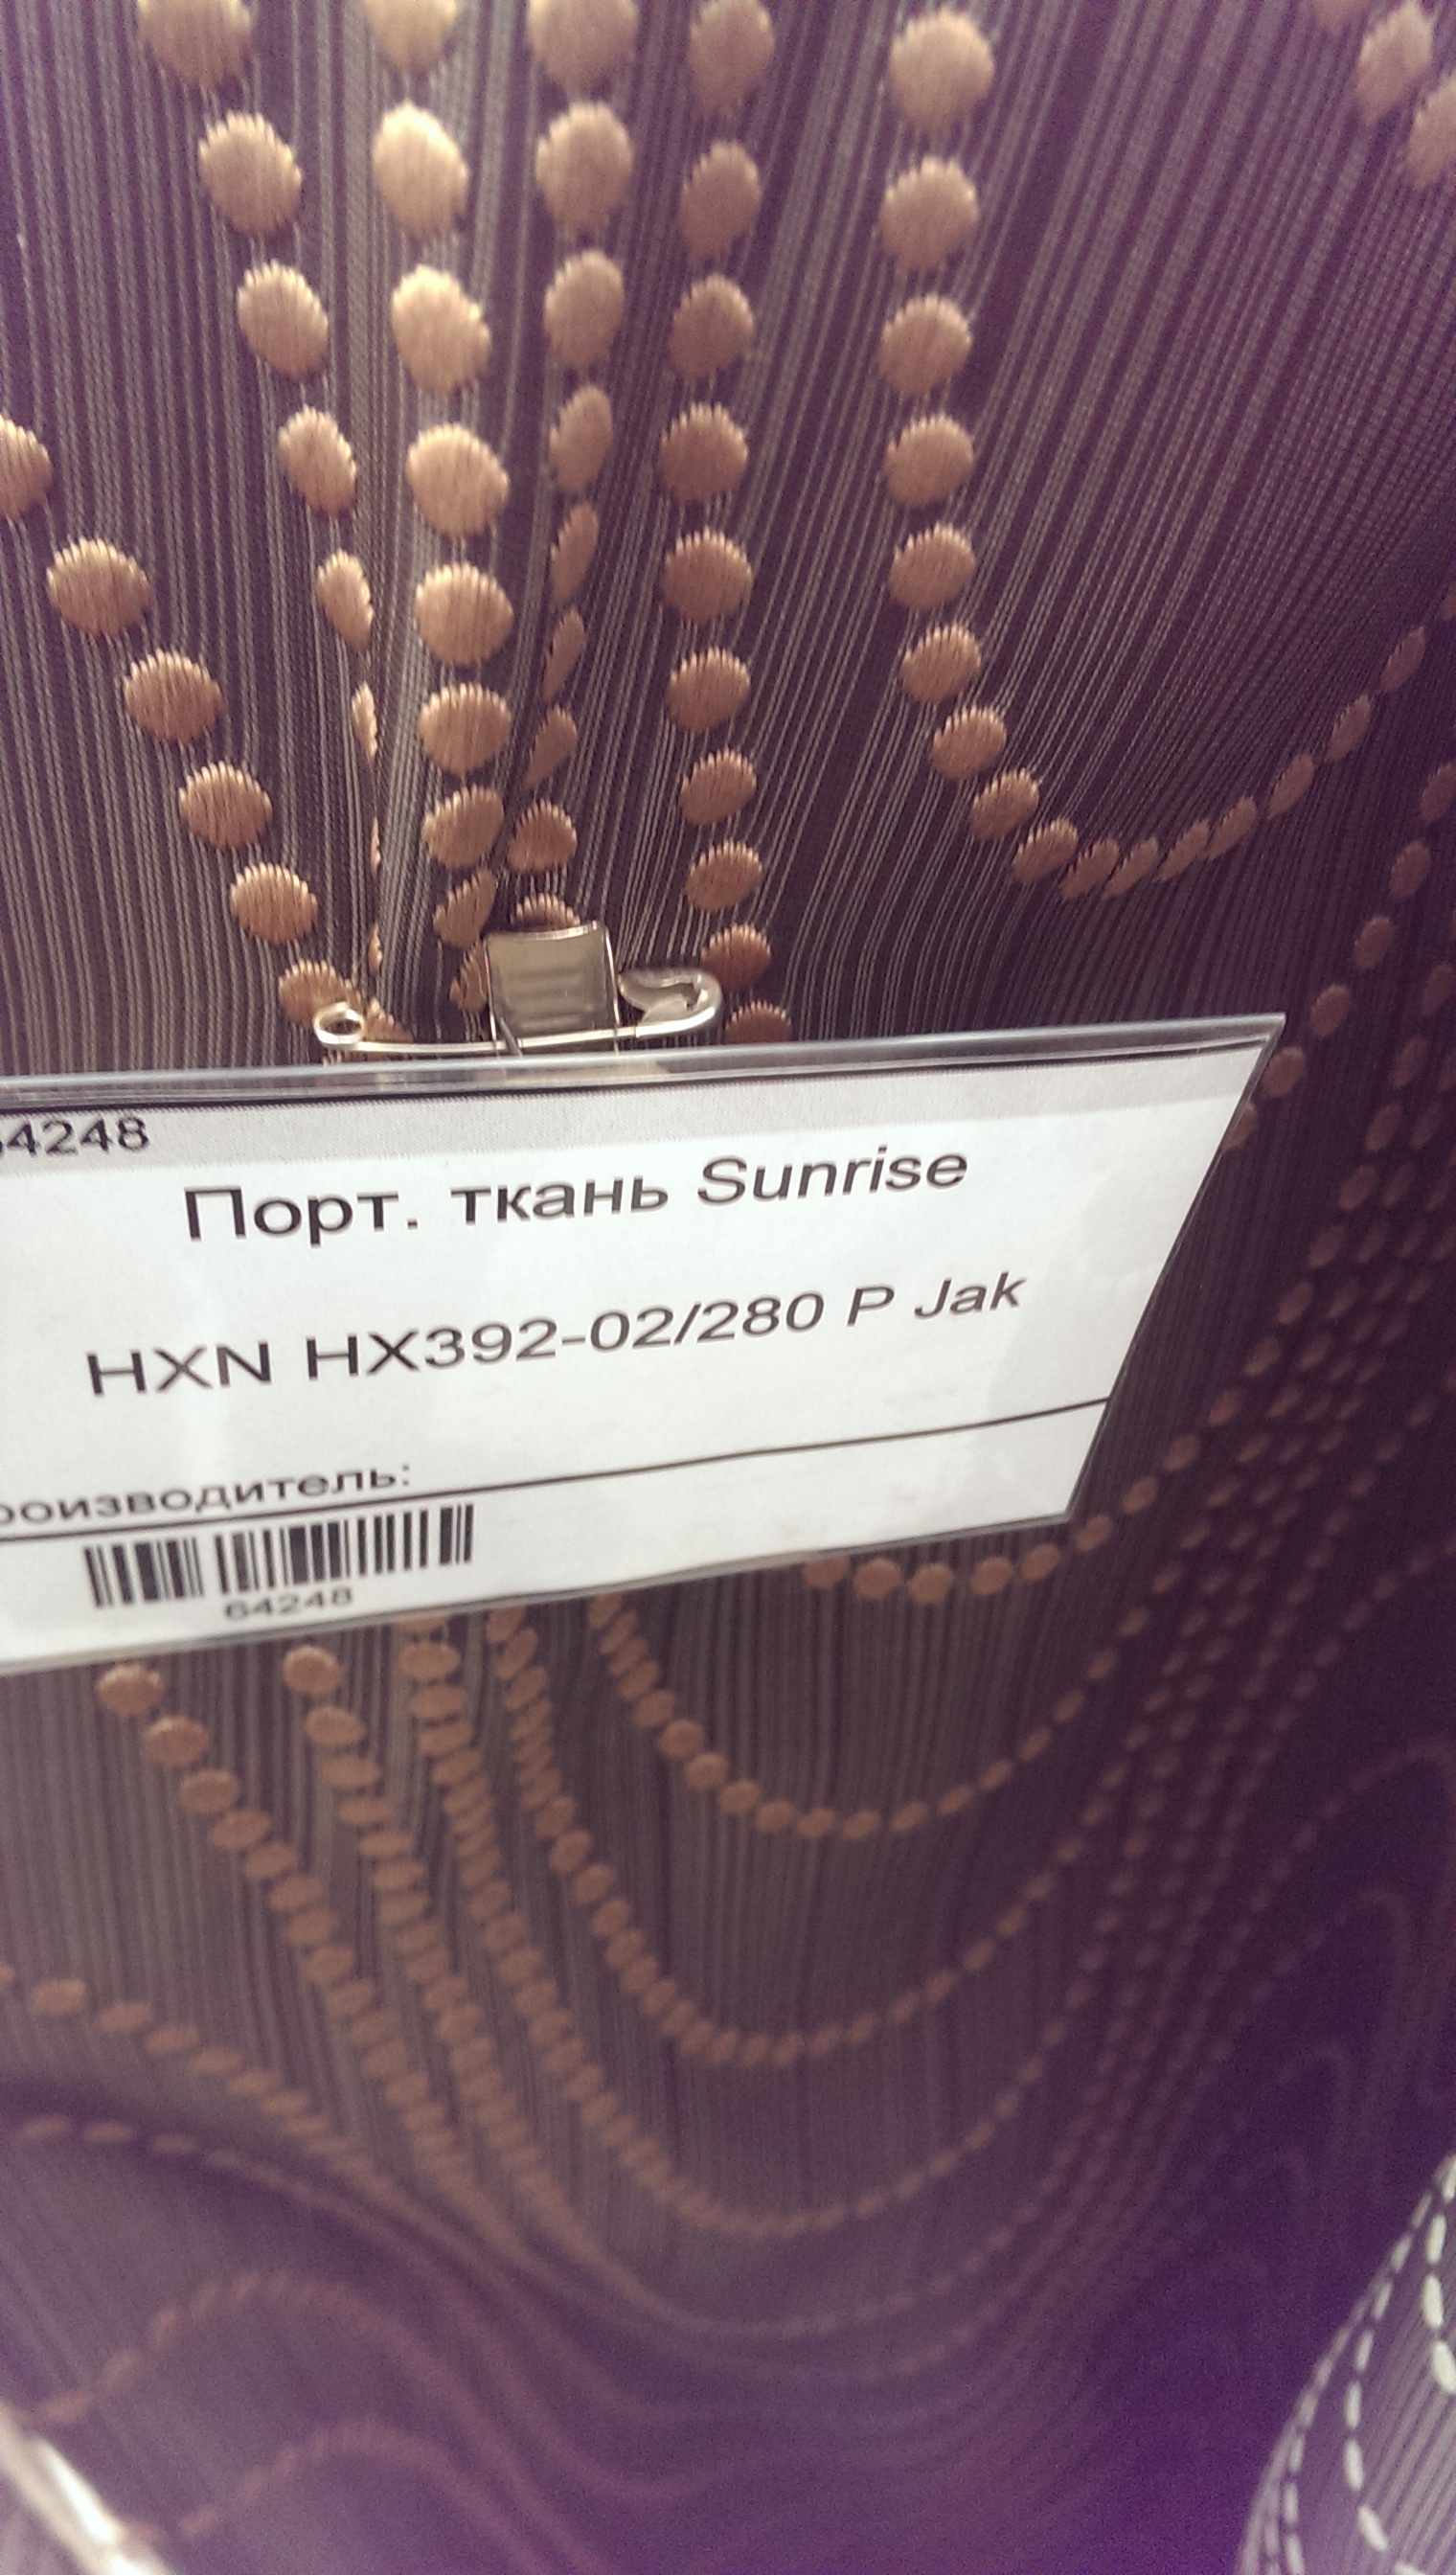 64248
Порт. ткань Sunrise
HXN HX392-02/280 P Jak
роизводитель:
64248